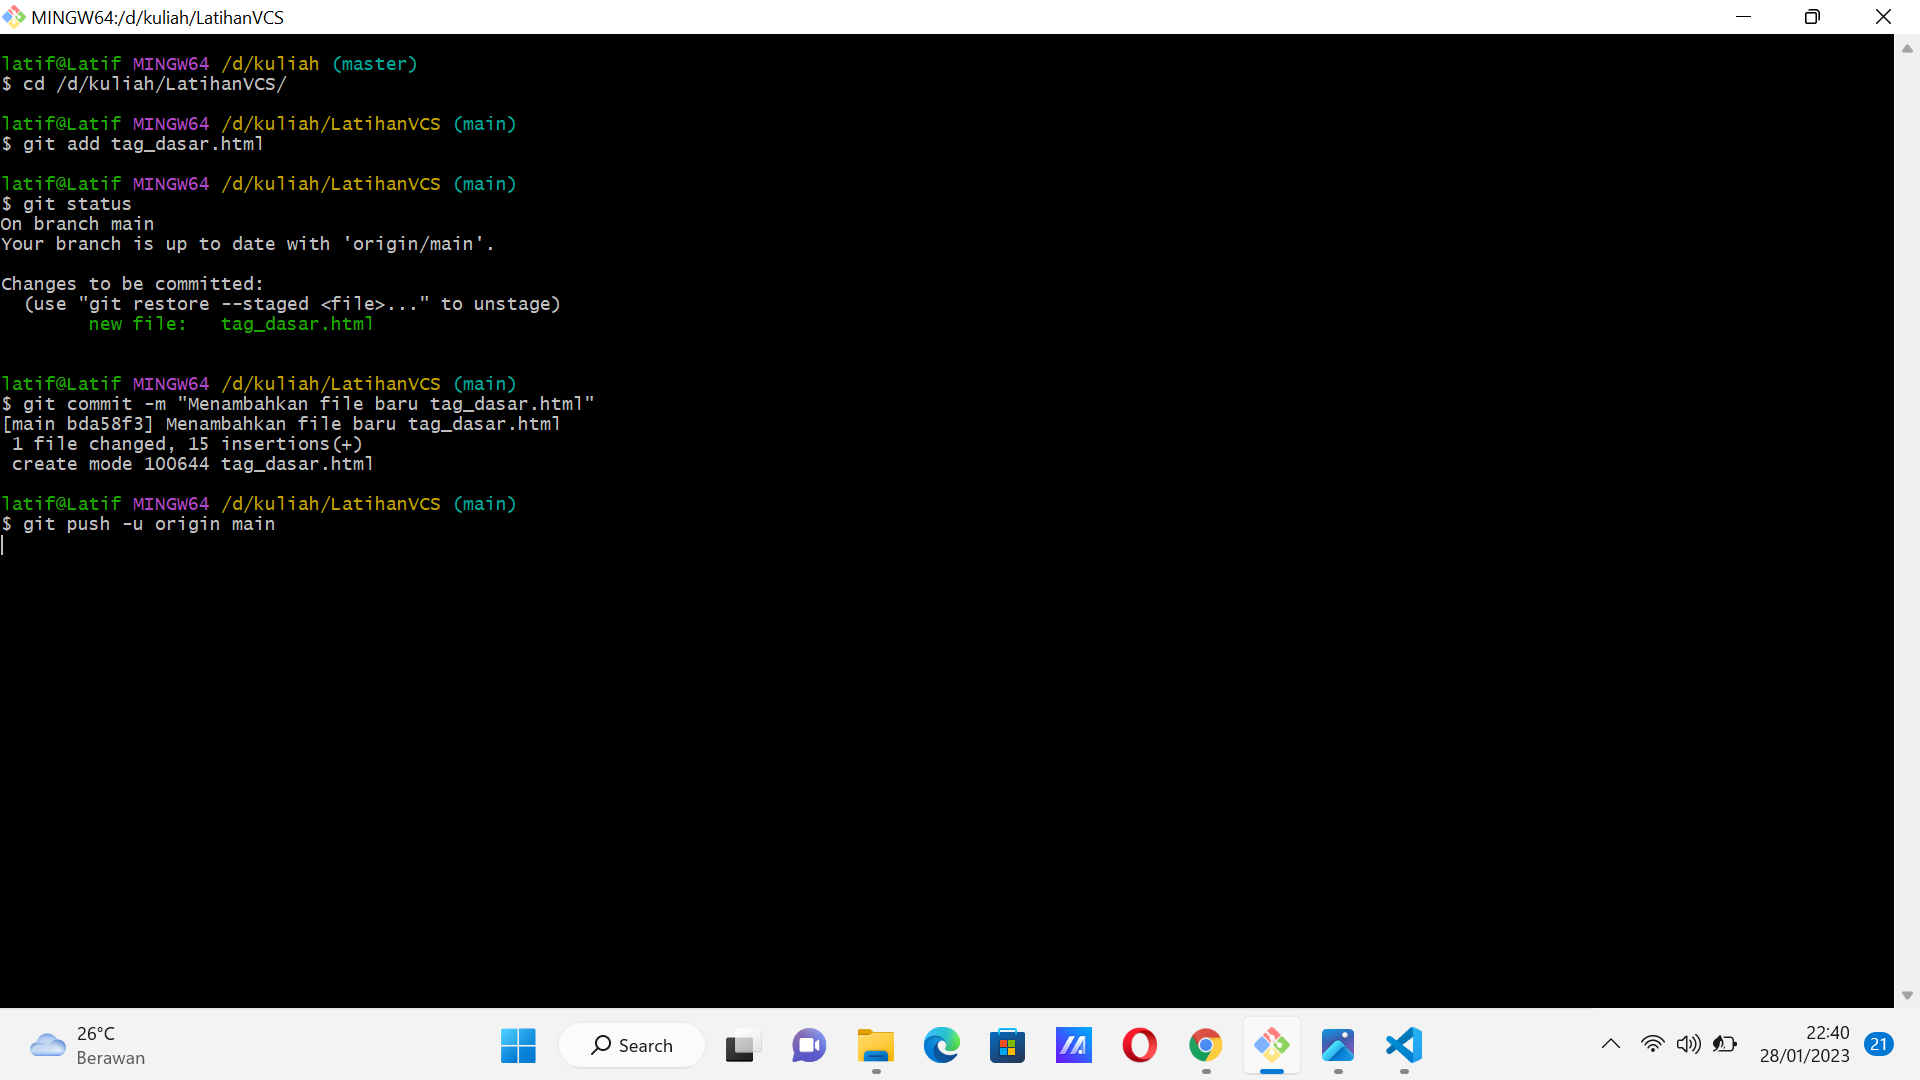 MINGW64:/d/kuliah/LatihanVCS
latif@Latif MINGW64 /d/kuliah (master)
$ cd /d/kuliah/LatihanVCS/
latif@Latif MINGW64 /d/kuliah/LatihanVCS (main)
$ git add tag_dasar.html
latif@Latif MINGW64 /d/kuliah/LatihanVCS (main)
$ git status
On branch main
Your branch is up to date with 'origin/main'.
Changes to be committed:
  (use "git restore --staged <file>..." to unstage)
        new file:   tag_dasar.html
latif@Latif MINGW64 /d/kuliah/LatihanVCS (main)
$ git commit -m "Menambahkan file baru tag_dasar.html"
[main bda58f3] Menambahkan file baru tag_dasar.html
 1 file changed, 15 insertions(+)
 create mode 100644 tag_dasar.html
latif@Latif MINGW64 /d/kuliah/LatihanVCS (main)
$ git push -u origin main
26°C
Berawan
Search
22:40
28/01/2023
21